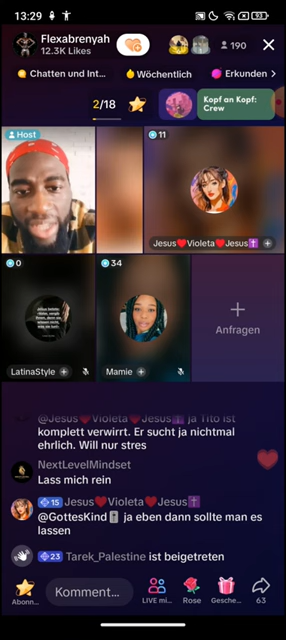 13:29
93
Flexabrenyah
12.3K Likes
190
Chatten und Int...
Wöchentlich
Erkunden
2/18
Kopf an Kopf:
Crew
Host
11
Jesus❤️Violeta❤️Jesus✝️
0
34
LatinaStyle
Mamie
Anfragen
@Jesus❤️Violeta❤️Jesus✝️ ja Tito ist
komplett verwirrt. Er sucht ja nichtmal
ehrlich. Will nur stres
NextLevelMindset
Lass mich rein
15 Jesus❤️Violeta❤️Jesus✝️
@GottesKind ja eben dann sollte man es
lassen
23 Tarek_Palestine ist beigetreten
Abonn...
Komment...
LIVE mi...
Rose
Gesche...
63